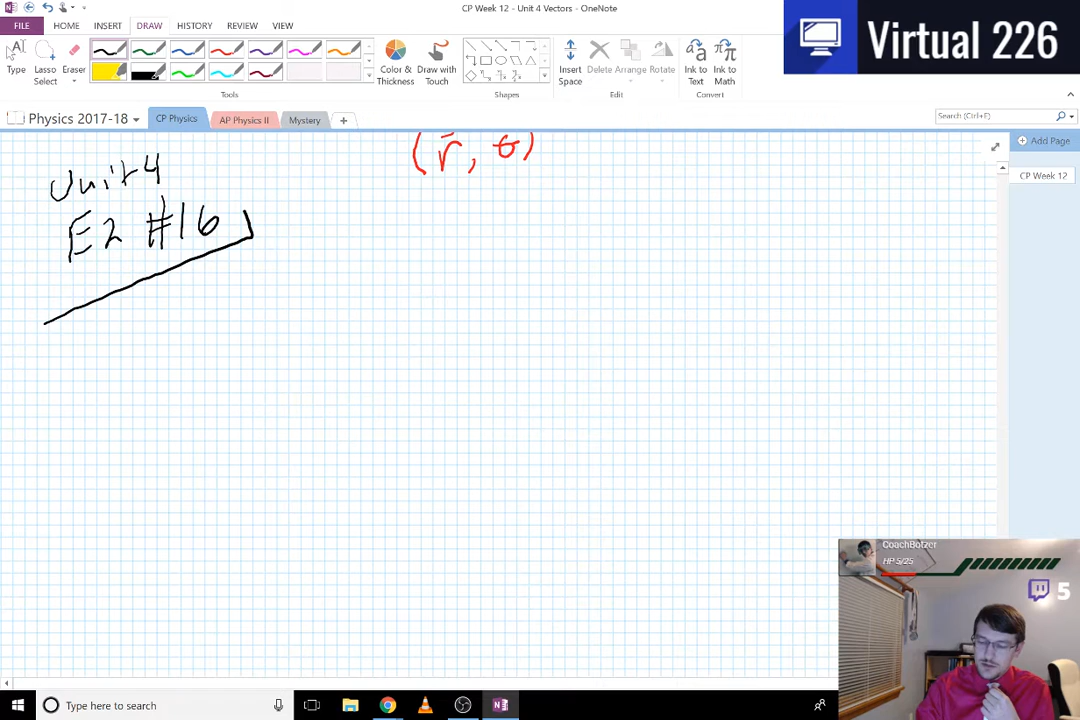 CP Week 12 - Unit 4 Vectors - OneNote
FILE HOME INSERT DRAW HISTORY REVIEW VIEW
Virtual 226
Type Lasso Select Eraser Color & Thickness Draw with Touch Insert Space Delete Arrange Rotate Ink to Text Ink to Math
Tools Shapes Edit Convert
Physics 2017-18 CP Physics AP Physics II Mystery Search (Ctrl+E)
Add Page
CP Week 12
(r̄, θ)
Unit 4
E2 #16
CoachBotzer
HP 5/25
5
Type here to search